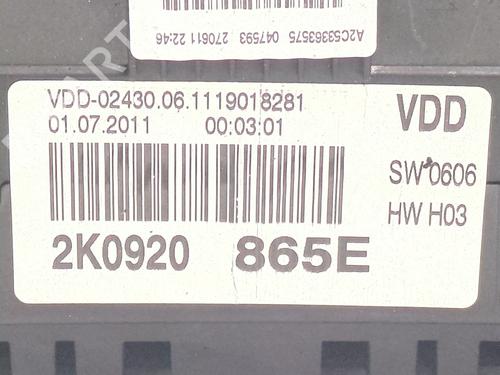 A2C53363575 047593 270611 22:46
VDD-02430.06.1119018281
01.07.2011 00:03:01
VDD
SW 0606
HW H03
2K0920 865E